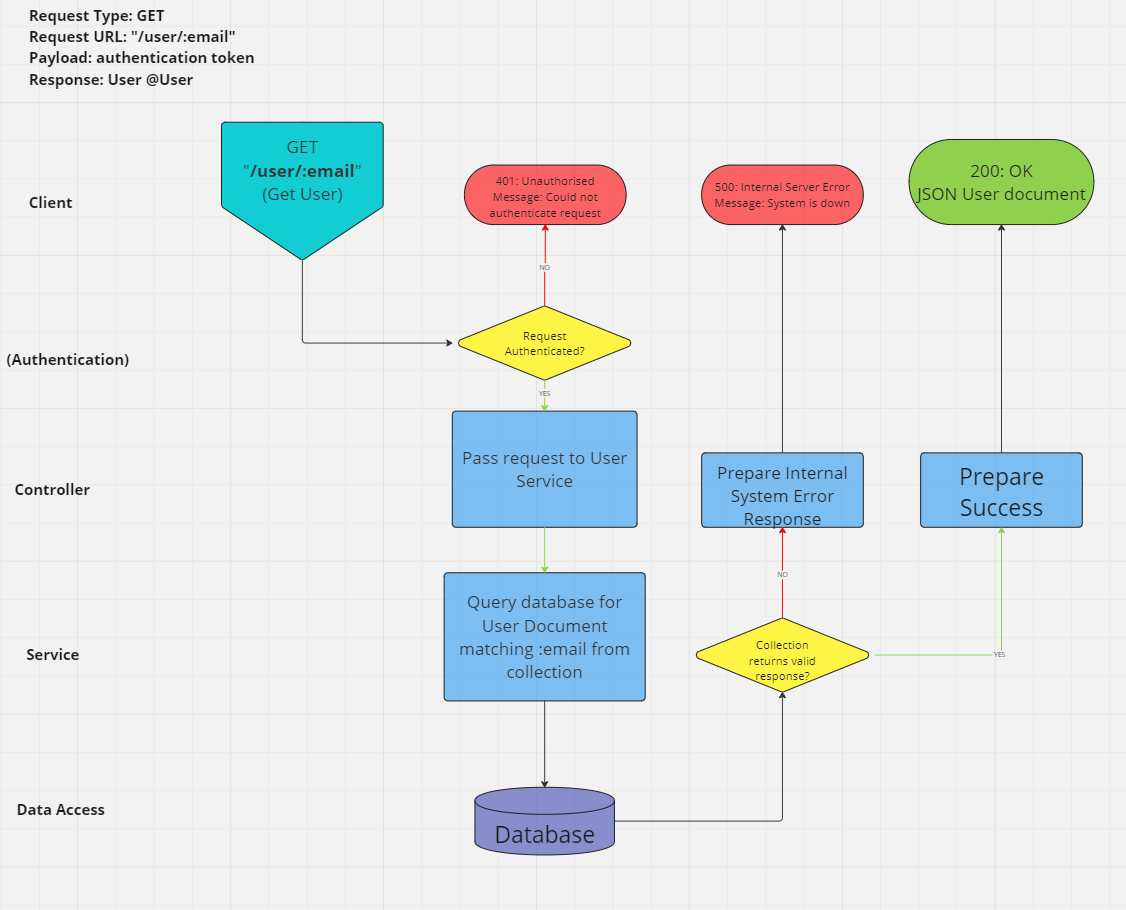 Request Type: GET
Request URL: "/user/:email"
Payload: authentication token
Response: User @User
Client
GET
"/user/:email"
(Get User)
401: Unauthorised
Message: Could not
authenticate request
500: Internal Server Error
Message: System is down
200: OK
JSON User document
NO
(Authentication)
Request
Authenticated?
YES
Controller
Pass request to User
Service
Prepare Internal
System Error
Response
Prepare
Success
NO
Service
Query database for
User Document
matching :email from
collection
Collection
returns valid
response?
YES
Data Access
Database